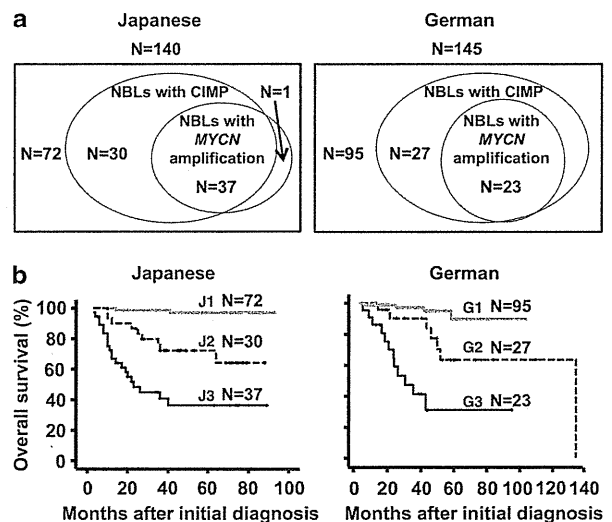 a
Japanese
N=140
NBLs with CIMP
N=1
NBLs with
MYCN
amplification
N=72
N=30
N=37
German
N=145
NBLs with CIMP
NBLs with
MYCN
amplification
N=95
N=27
N=23
b
Japanese
Overall survival (%)
100
80
60
40
20
0
J1 N=72
J2 N=30
J3 N=37
0 20 40 60 80 100
Months after initial diagnosis
German
G1 N=95
G2 N=27
G3 N=23
0 20 40 60 80 100 120 140
Months after initial diagnosis